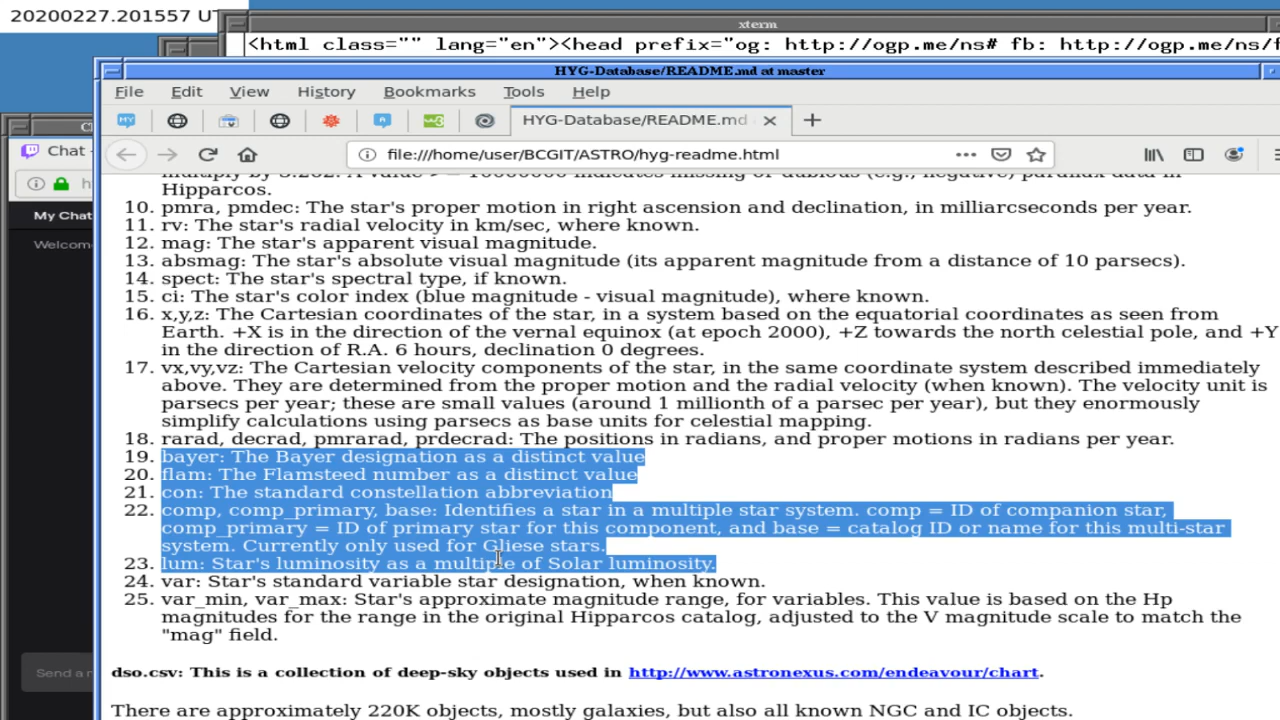 20200227.201557
xterm
<html class="" lang="en"><head prefix="og: http://ogp.me/ns# fb: http://ogp.me/ns/f
HYG-Database/README.md at master
File Edit View History Bookmarks Tools Help
HYG-Database/README.md
Chat
file:///home/user/BCGIT/ASTRO/hyg-readme.html
My Chat
Welcom
Hipparcos.
10. pmra, pmdec: The star's proper motion in right ascension and declination, in milliarcseconds per year.
11. rv: The star's radial velocity in km/sec, where known.
12. mag: The star's apparent visual magnitude.
13. absmag: The star's absolute visual magnitude (its apparent magnitude from a distance of 10 parsecs).
14. spect: The star's spectral type, if known.
15. ci: The star's color index (blue magnitude - visual magnitude), where known.
16. x,y,z: The Cartesian coordinates of the star, in a system based on the equatorial coordinates as seen from
Earth. +X is in the direction of the vernal equinox (at epoch 2000), +Z towards the north celestial pole, and +Y
in the direction of R.A. 6 hours, declination 0 degrees.
17. vx,vy,vz: The Cartesian velocity components of the star, in the same coordinate system described immediately
above. They are determined from the proper motion and the radial velocity (when known). The velocity unit is
parsecs per year; these are small values (around 1 millionth of a parsec per year), but they enormously
simplify calculations using parsecs as base units for celestial mapping.
18. rarad, decrad, pmrarad, prdecrad: The positions in radians, and proper motions in radians per year.
19. bayer: The Bayer designation as a distinct value
20. flam: The Flamsteed number as a distinct value
21. con: The standard constellation abbreviation
22. comp, comp_primary, base: Identifies a star in a multiple star system. comp = ID of companion star,
comp_primary = ID of primary star for this component, and base = catalog ID or name for this multi-star
system. Currently only used for Gliese stars.
23. lum: Star's luminosity as a multiple of Solar luminosity.
24. var: Star's standard variable star designation, when known.
25. var_min, var_max: Star's approximate magnitude range, for variables. This value is based on the Hp
magnitudes for the range in the original Hipparcos catalog, adjusted to the V magnitude scale to match the
"mag" field.
Send a
dso.csv: This is a collection of deep-sky objects used in http://www.astronexus.com/endeavour/chart.
There are approximately 220K objects, mostly galaxies, but also all known NGC and IC objects.